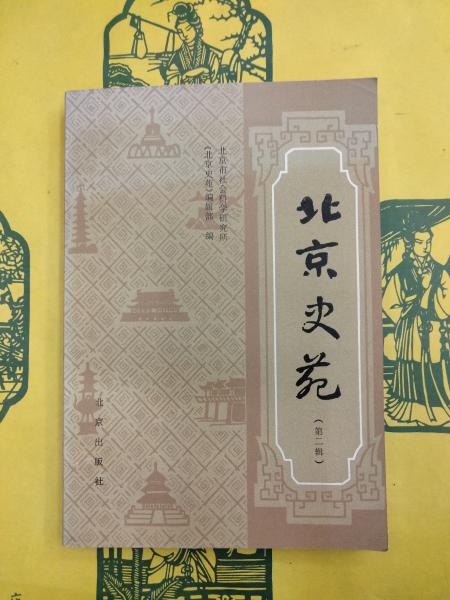 北京史苑
（第二辑）
北京市社会科学研究所
《北京史苑》编辑部 编
北京出版社